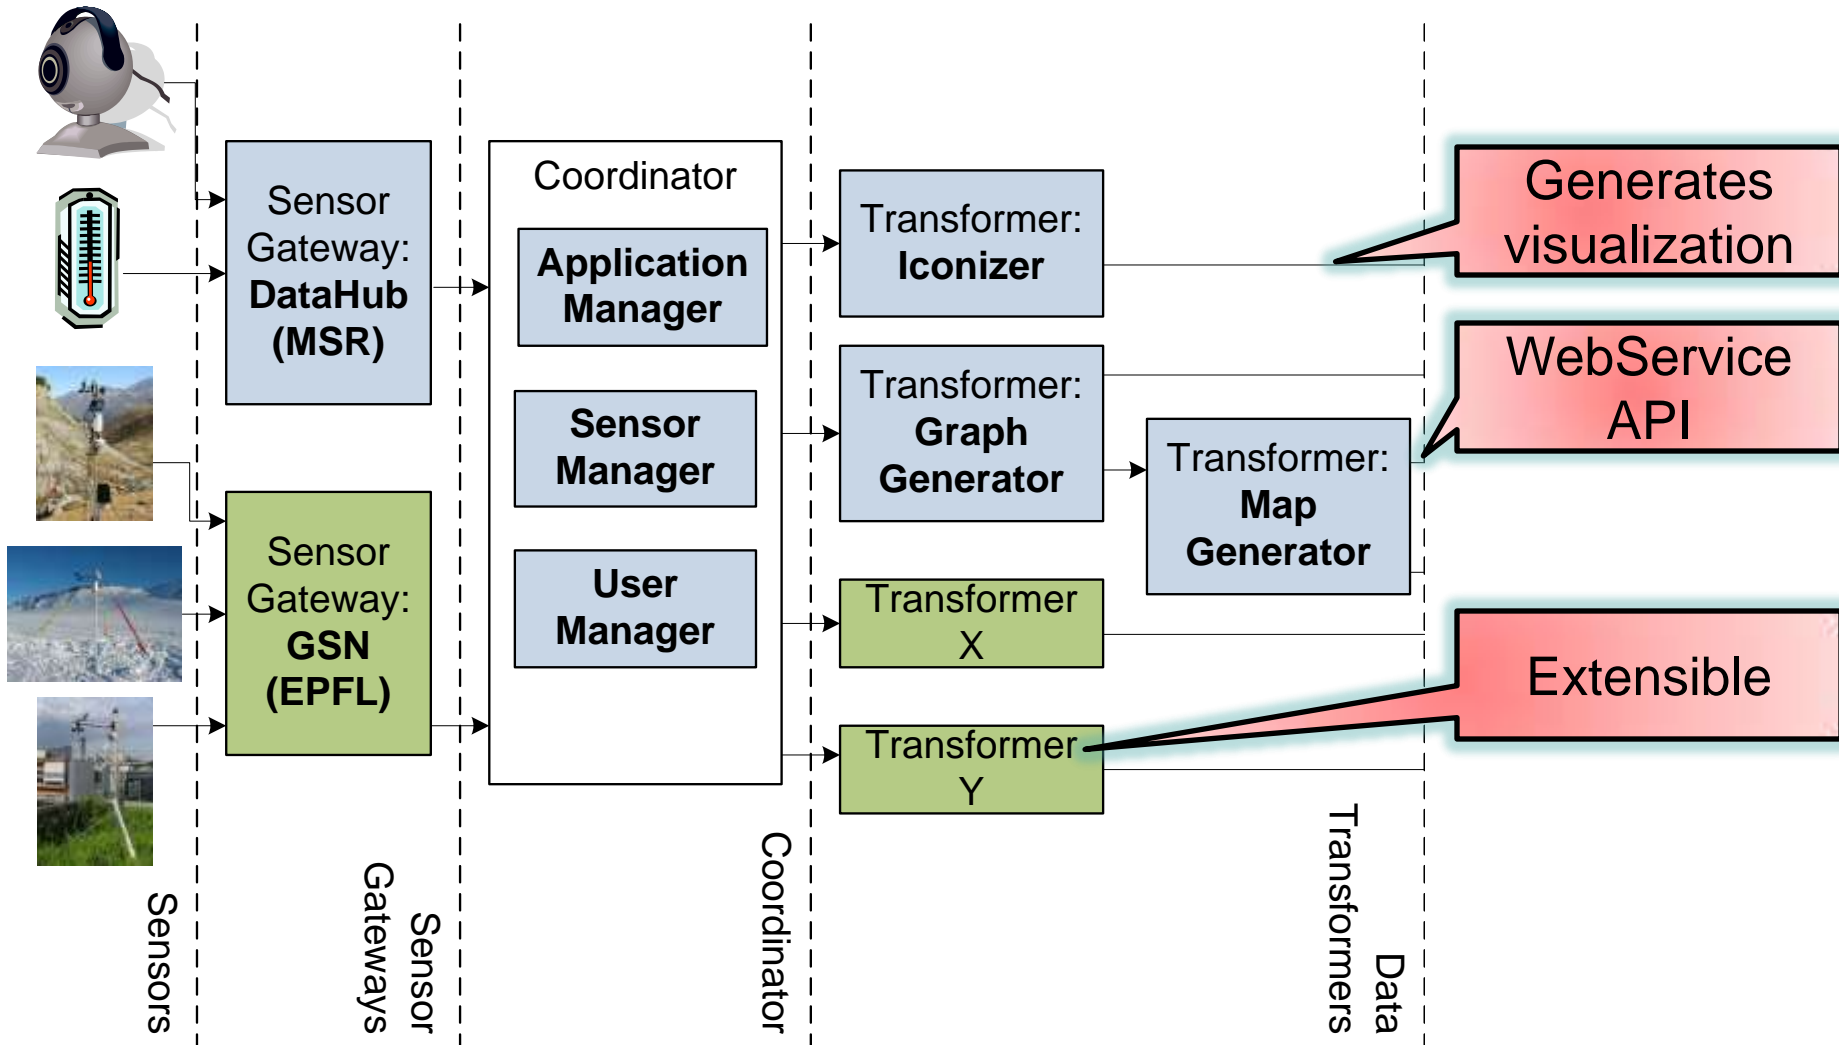 Sensor
Gateway:
DataHub
(MSR)
Sensor
Gateway:
GSN
(EPFL)
Coordinator
Application
Manager
Sensor
Manager
User
Manager
Transformer:
Iconizer
Transformer:
Graph
Generator
Transformer:
Map
Generator
Transformer
X
Transformer
Y
Generates
visualization
WebService
API
Extensible
Sensors
Sensor
Gateways
Coordinator
Data
Transformers